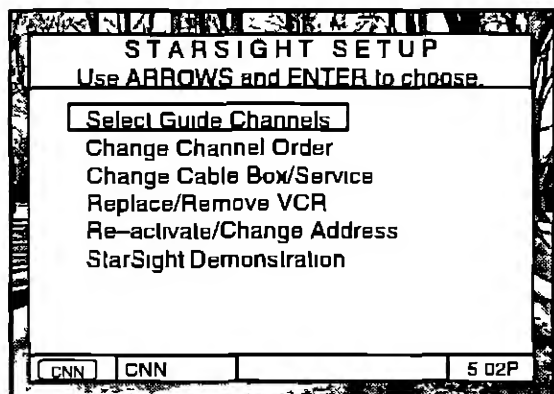 STARSIGHT SETUP
Use ARROWS and ENTER to choose.
Select Guide Channels
Change Channel Order
Change Cable Box/Service
Replace/Remove VCR
Re-activate/Change Address
StarSight Demonstration
CNN CNN 5 02P